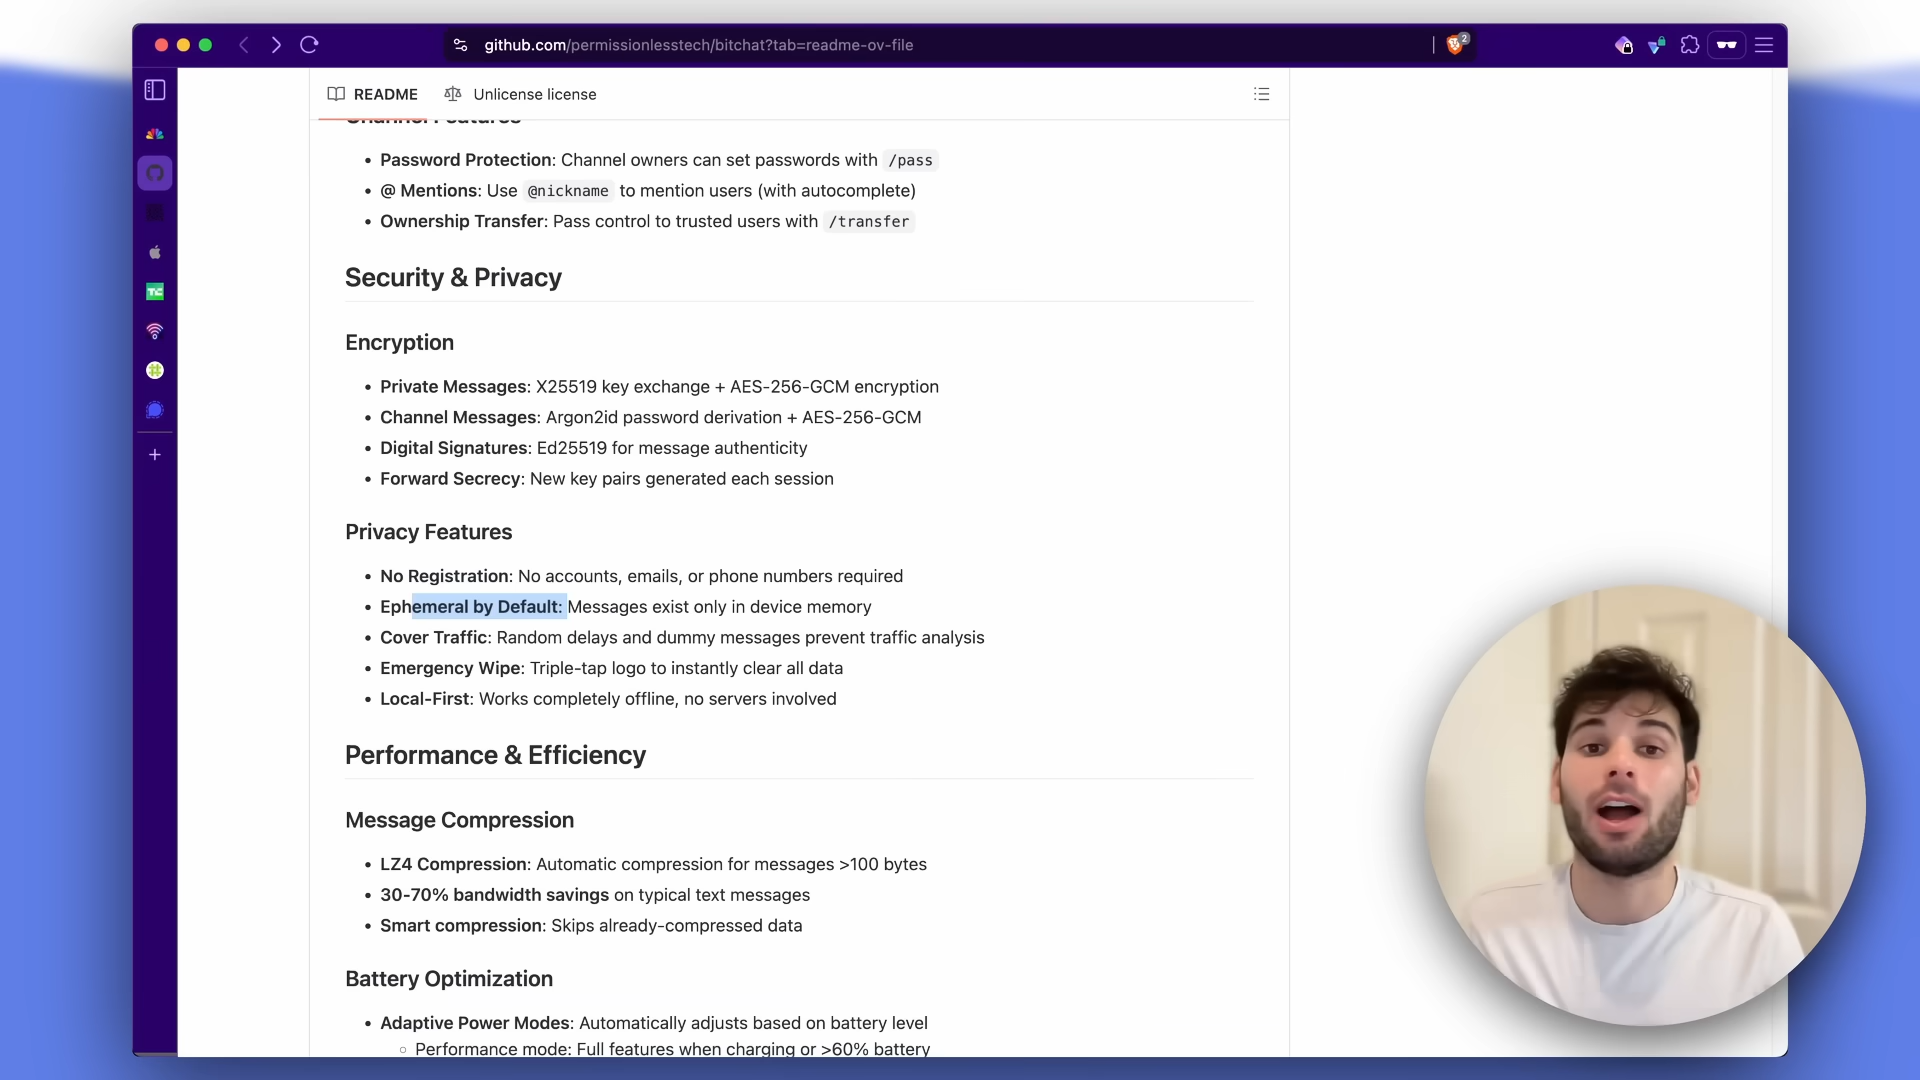 github.com/permissionlesstech/bitchat?tab=readme-ov-file
2
README
Unlicense license
Channel Features
Password Protection: Channel owners can set passwords with /pass
@ Mentions: Use @nickname to mention users (with autocomplete)
Ownership Transfer: Pass control to trusted users with /transfer
Security & Privacy
Encryption
Private Messages: X25519 key exchange + AES-256-GCM encryption
Channel Messages: Argon2id password derivation + AES-256-GCM
Digital Signatures: Ed25519 for message authenticity
Forward Secrecy: New key pairs generated each session
Privacy Features
No Registration: No accounts, emails, or phone numbers required
Ephemeral by Default: Messages exist only in device memory
Cover Traffic: Random delays and dummy messages prevent traffic analysis
Emergency Wipe: Triple-tap logo to instantly clear all data
Local-First: Works completely offline, no servers involved
Performance & Efficiency
Message Compression
LZ4 Compression: Automatic compression for messages >100 bytes
30-70% bandwidth savings on typical text messages
Smart compression: Skips already-compressed data
Battery Optimization
Adaptive Power Modes: Automatically adjusts based on battery level
Performance mode: Full features when charging or >60% battery